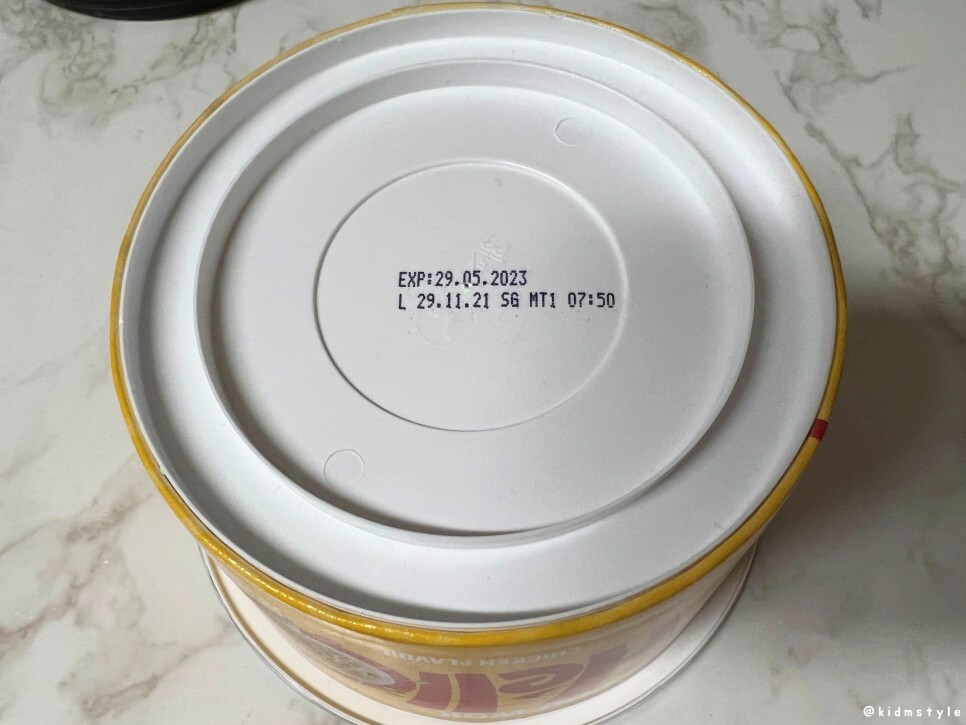 EXP:29.05.2023
L 29.11.21 SG MT1 07:50
CHICKEN FLAVOR
@kidmstyle